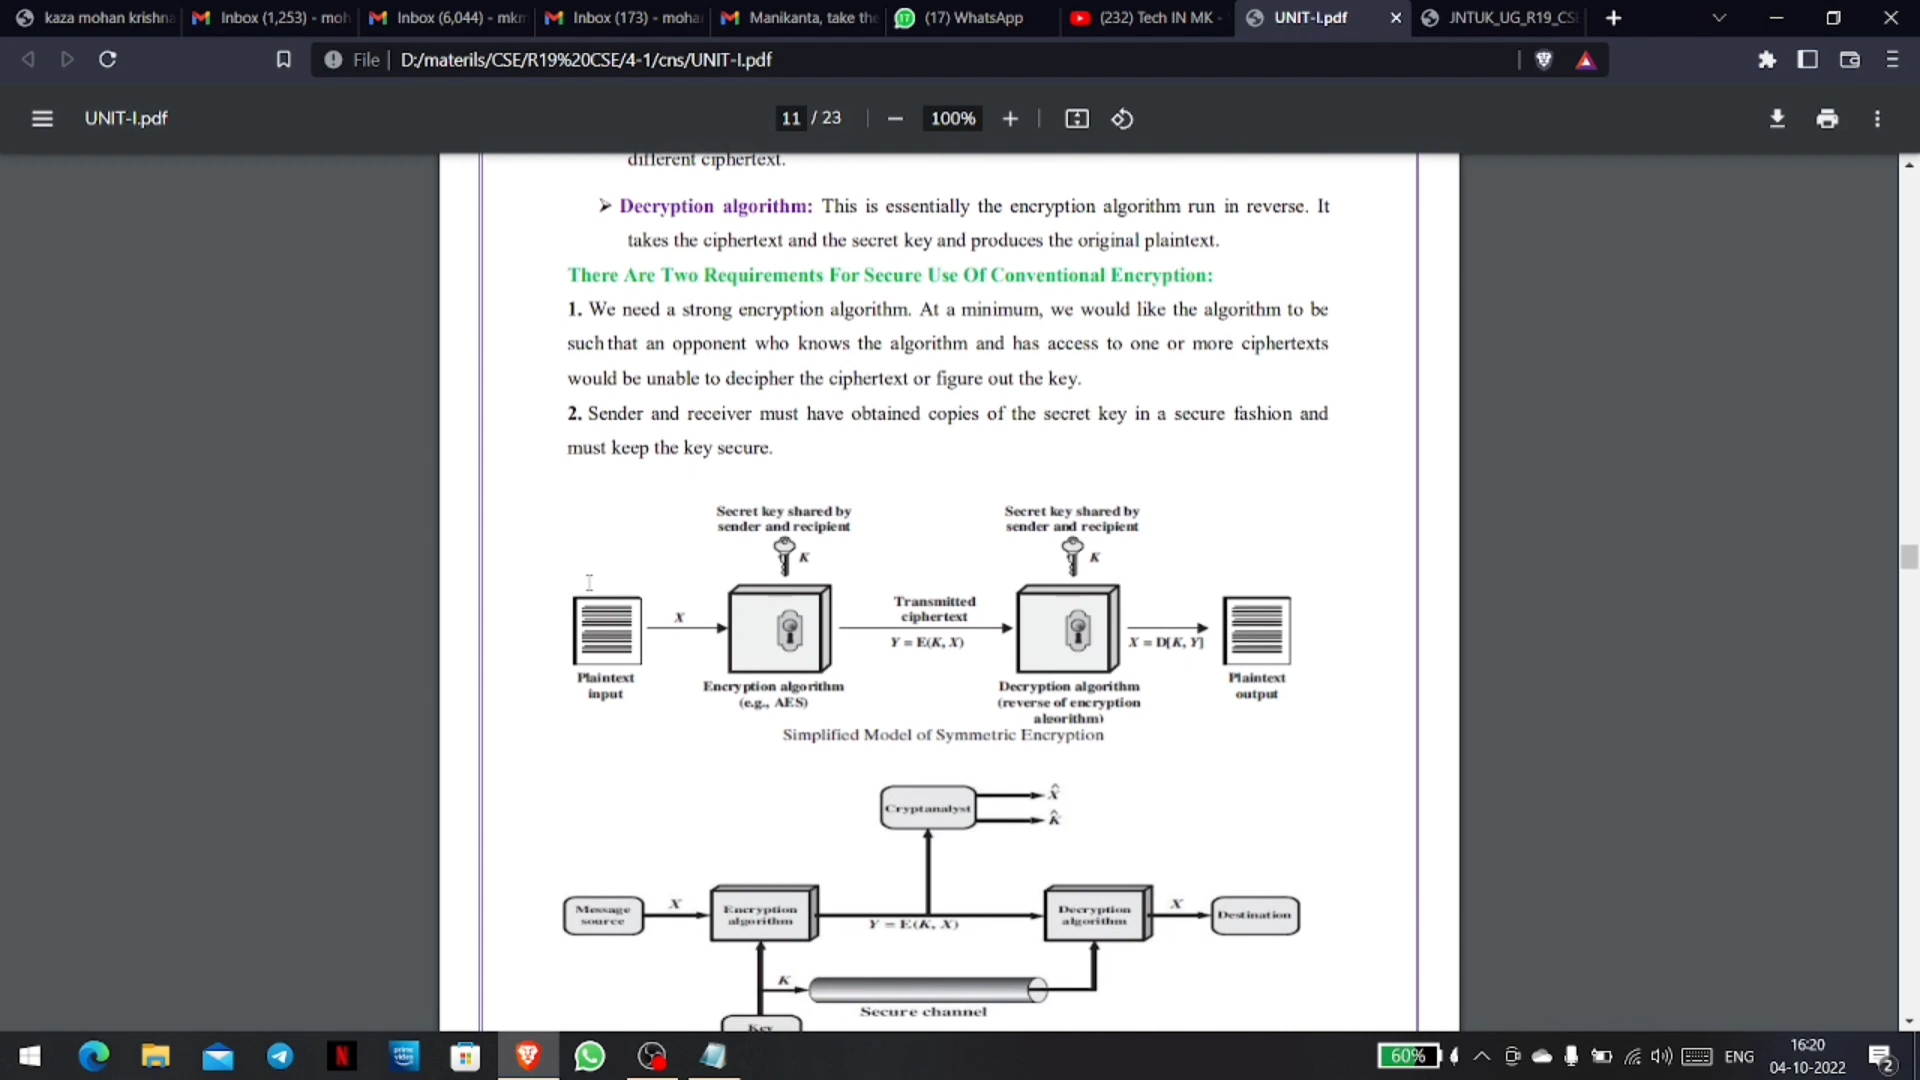 kaza mohan krishna
Inbox (1,253) - moh
Inbox (6,044) - mkm
Inbox (173) - moha
Manikanta, take the
(17) WhatsApp
(232) Tech IN MK -
UNIT-I.pdf
JNTUK_UG_R19_CS
File
D:/materils/CSE/R19%20CSE/4-1/cns/UNIT-I.pdf
UNIT-I.pdf
11 / 23
100%
different ciphertext.
➤ Decryption algorithm: This is essentially the encryption algorithm run in reverse. It
takes the ciphertext and the secret key and produces the original plaintext.
There Are Two Requirements For Secure Use Of Conventional Encryption:
1. We need a strong encryption algorithm. At a minimum, we would like the algorithm to be
such that an opponent who knows the algorithm and has access to one or more ciphertexts
would be unable to decipher the ciphertext or figure out the key.
2. Sender and receiver must have obtained copies of the secret key in a secure fashion and
must keep the key secure.
Secret key shared by
sender and recipient
K
Secret key shared by
sender and recipient
K
X
Transmitted
ciphertext
Y = E(K, X)
X = D[K, Y]
Plaintext
input
Encryption algorithm
(e.g., AES)
Decryption algorithm
(reverse of encryption
algorithm)
Plaintext
output
Simplified Model of Symmetric Encryption
Cryptanalyst
X̂
K̂
Message
source
X
Encryption
algorithm
Y = E(K, X)
Decryption
algorithm
X
Destination
K
Secure channel
Key
prime
video
60%
ENG
16:20
04-10-2022
2